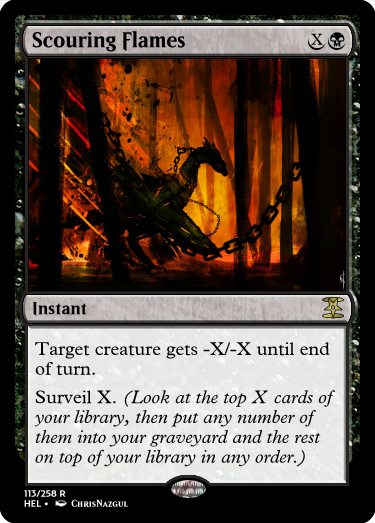 Scouring Flames X
Instant
Target creature gets -X/-X until end
of turn.
Surveil X. (Look at the top X cards of
your library, then put any number of
them into your graveyard and the rest
on top of your library in any order.)
113/258 R
HEL • ChrisNazgul